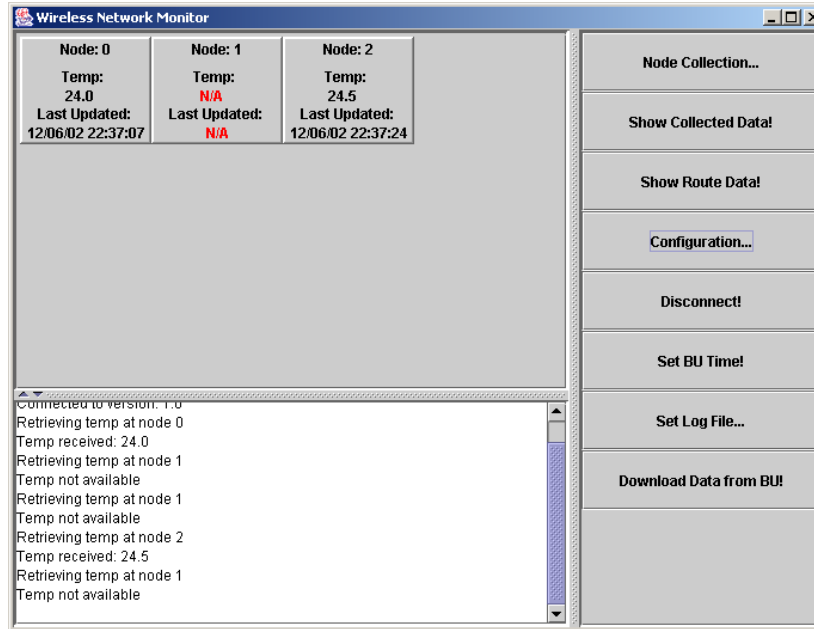 Wireless Network Monitor
Node: 0
Temp:
24.0
Last Updated:
12/06/02 22:37:07
Node: 1
Temp:
N/A
Last Updated:
N/A
Node: 2
Temp:
24.5
Last Updated:
12/06/02 22:37:24
Connected to version: 1.0
Retrieving temp at node 0
Temp received: 24.0
Retrieving temp at node 1
Temp not available
Retrieving temp at node 1
Temp not available
Retrieving temp at node 2
Temp received: 24.5
Retrieving temp at node 1
Temp not available
Node Collection...
Show Collected Data!
Show Route Data!
Configuration...
Disconnect!
Set BU Time!
Set Log File...
Download Data from BU!